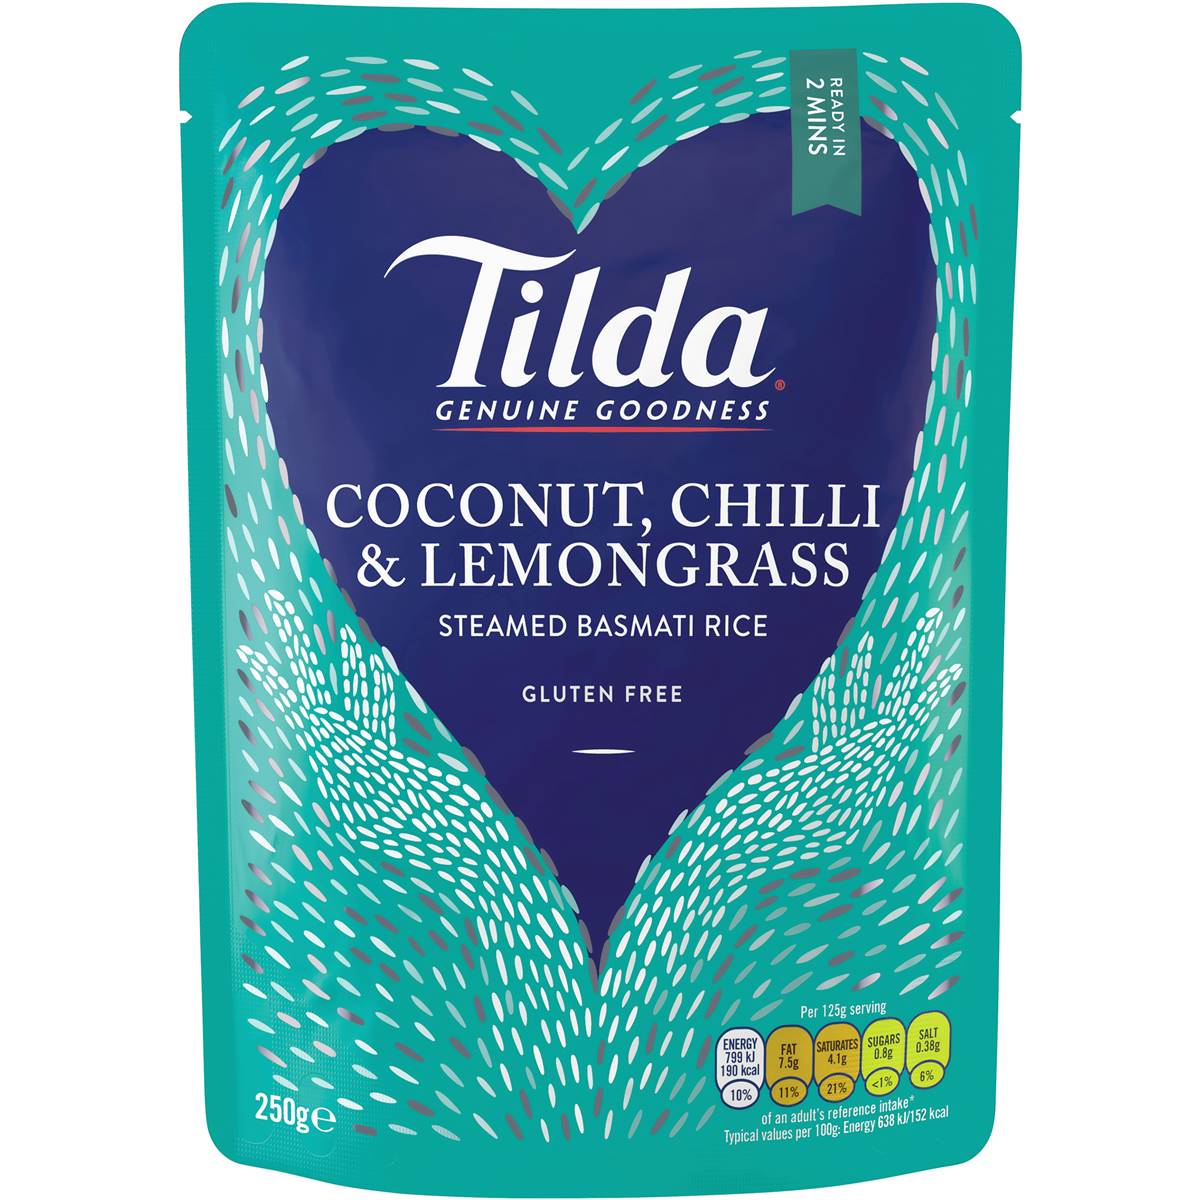 READY IN
2 MINS
Tilda®
GENUINE GOODNESS
COCONUT, CHILLI
& LEMONGRASS
STEAMED BASMATI RICE
GLUTEN FREE
Per 125g serving
ENERGY
799 kJ
190 kcal
10%
FAT
7.5g
11%
SATURATES
4.1g
21%
SUGARS
0.8g
<1%
SALT
0.38g
6%
of an adult's reference intake*
Typical values per 100g: Energy 638 kJ/152 kcal
250g℮